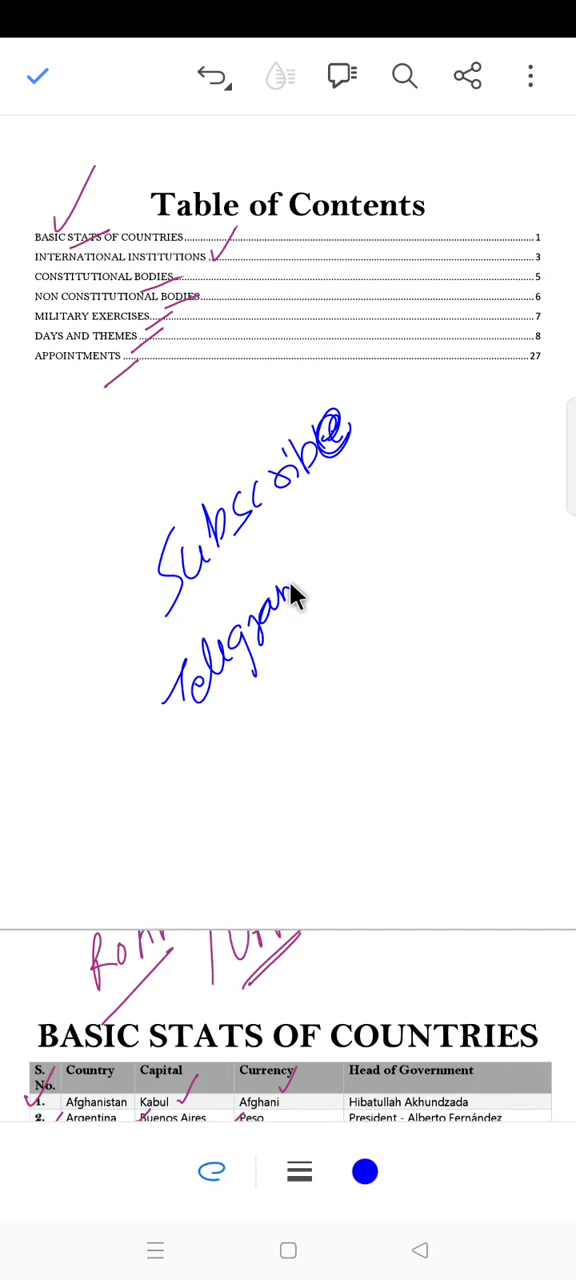 Table of Contents
BASIC STATS OF COUNTRIES 1
INTERNATIONAL INSTITUTIONS 3
CONSTITUTIONAL BODIES 5
NON CONSTITUTIONAL BODIES 6
MILITARY EXERCISES 7
DAYS AND THEMES 8
APPOINTMENTS 27
Subscribe
Telegram
BASIC STATS OF COUNTRIES
S. No. Country Capital Currency Head of Government
1. Afghanistan Kabul Afghani Hibatullah Akhundzada
2. Argentina Buenos Aires Peso President - Alberto Fernández